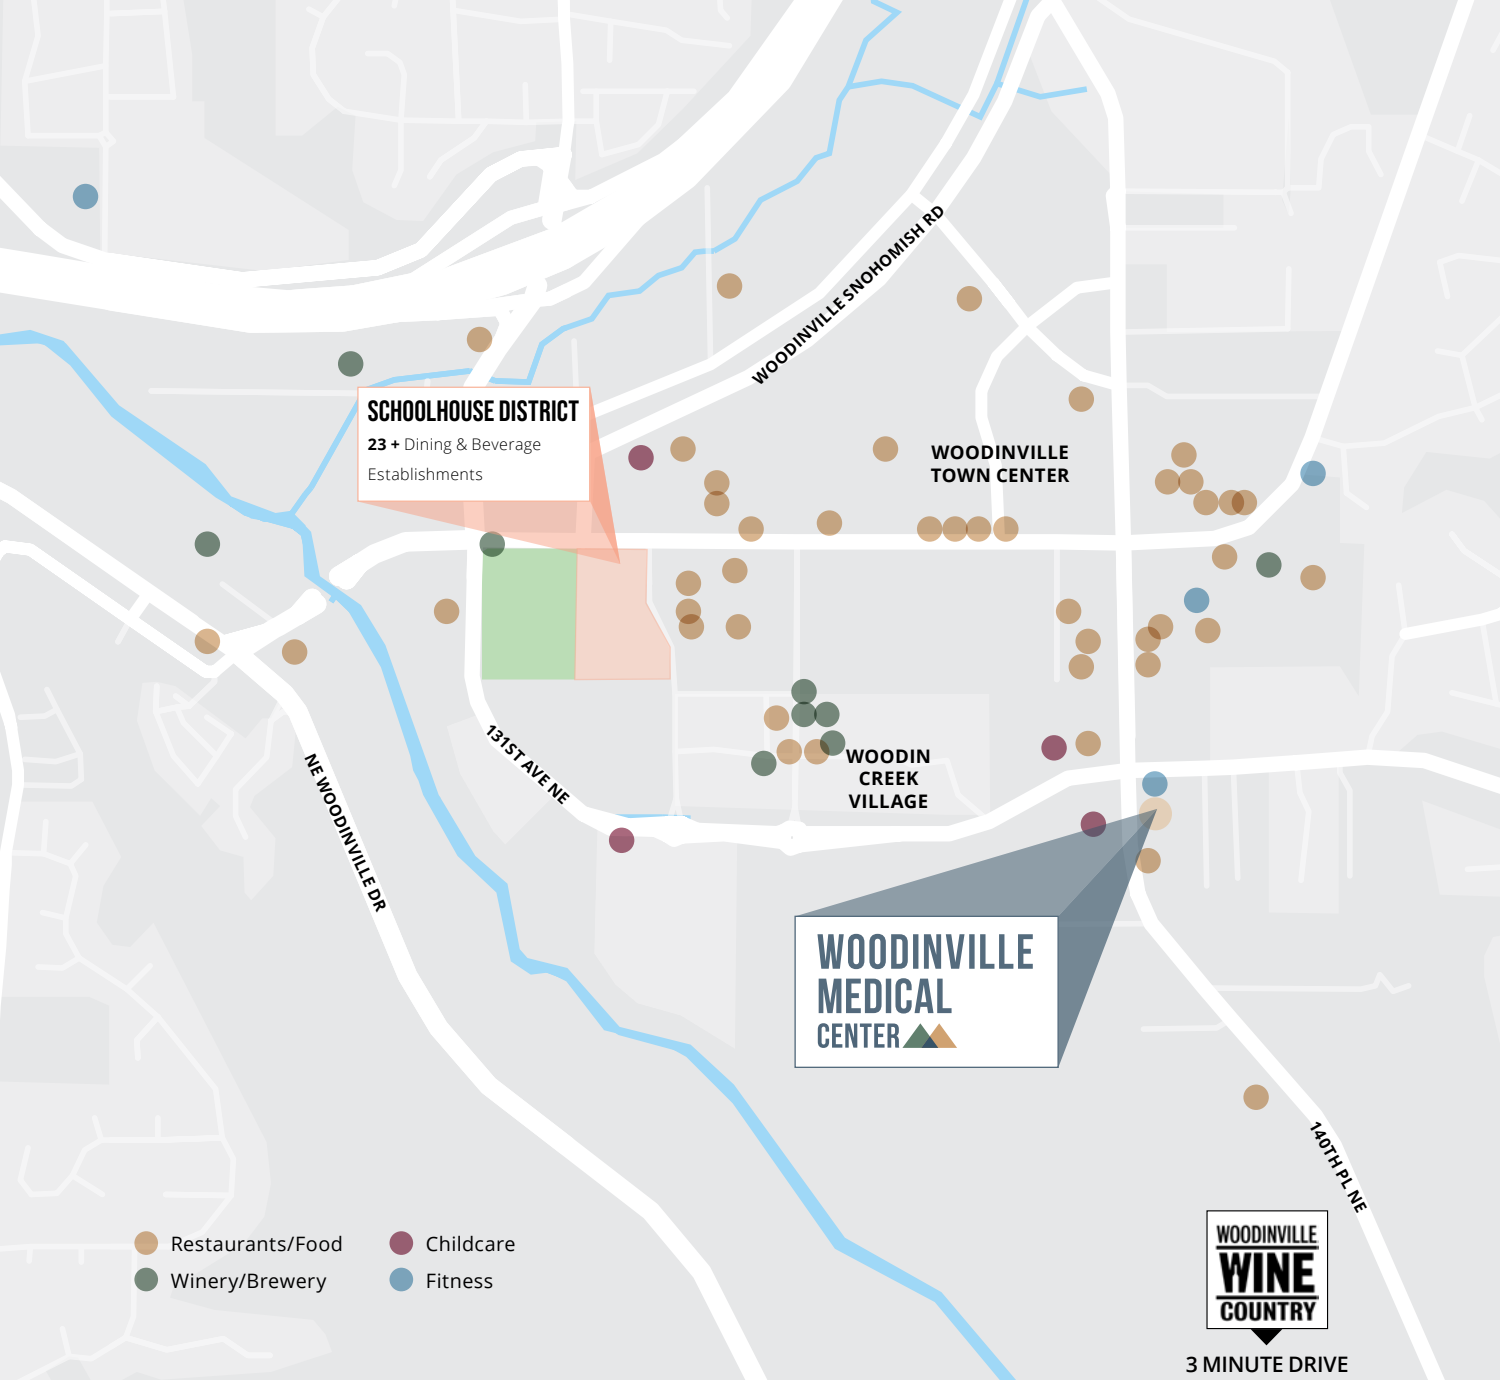 WOODINVILLE SNOHOMISH RD
SCHOOLHOUSE DISTRICT
23 + Dining & Beverage
Establishments
WOODINVILLE
TOWN CENTER
131ST AVE NE
NE WOODINVILLE DR
WOODIN
CREEK
VILLAGE
WOODINVILLE
MEDICAL
CENTER
140TH PL NE
Restaurants/Food
Childcare
Winery/Brewery
Fitness
WOODINVILLE
WINE
COUNTRY
3 MINUTE DRIVE